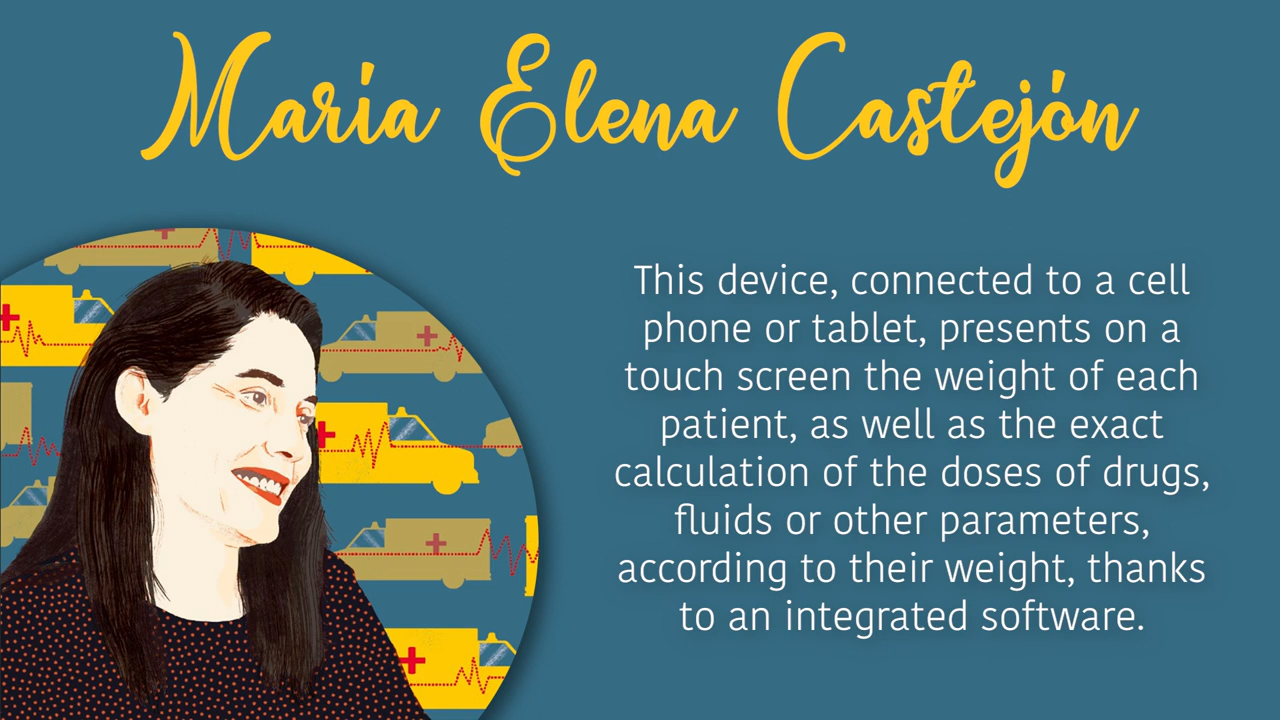 María Elena Castejón
This device, connected to a cell
phone or tablet, presents on a
touch screen the weight of each
patient, as well as the exact
calculation of the doses of drugs,
fluids or other parameters,
according to their weight, thanks
to an integrated software.